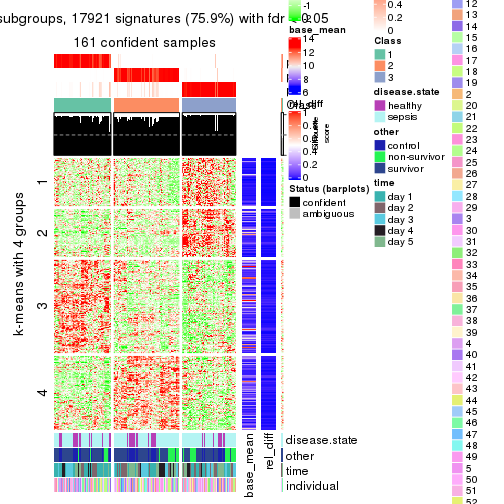 subgroups, 17921 signatures (75.9%) with fdr < 0.05
161 confident samples
k-means with 4 groups
1
2
3
4
base_mean
rel_diff
disease.state
other
time
individual
-1
-2
base_mean
14
12
10
8
6
rel_diff
1
0.8
0.6
0.4
0.2
0
score
Status (barplots)
confident
ambiguous
0.4
0.2
0
Class
1
2
3
disease.state
healthy
sepsis
other
control
non-survivor
survivor
time
day 1
day 2
day 3
day 4
day 5
12
13
14
15
16
17
18
19
2
20
21
22
23
24
25
26
27
28
29
3
30
31
32
33
34
35
36
37
38
39
4
40
41
42
43
44
45
46
47
48
49
5
50
51
52